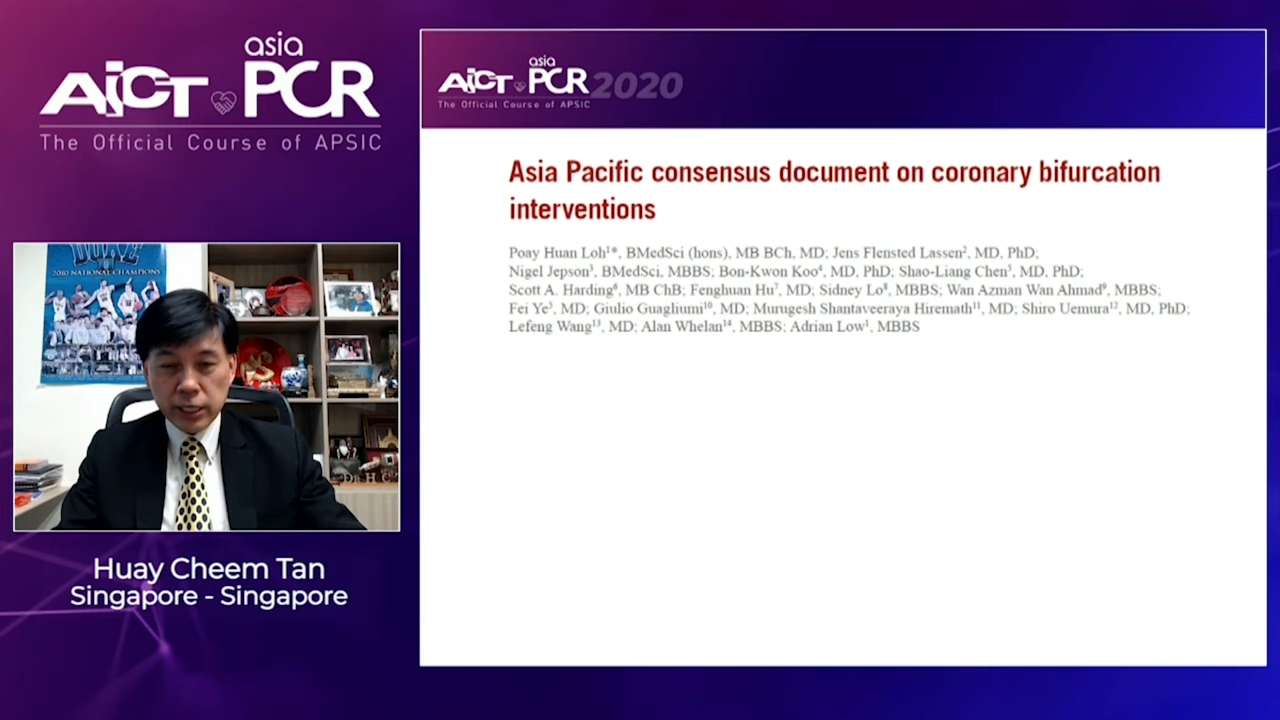 asia
AICT PCR
The Official Course of APSIC
asia
AICT PCR 2020
The Official Course of APSIC
Asia Pacific consensus document on coronary bifurcation
interventions
Poay Huan Loh1*, BMedSci (hons), MB BCh, MD; Jens Flensted Lassen2, MD, PhD;
Nigel Jepson3, BMedSci, MBBS; Bon-Kwon Koo4, MD, PhD; Shao-Liang Chen5, MD, PhD;
Scott A. Harding6, MB ChB; Fenghuan Hu7, MD; Sidney Lo8, MBBS; Wan Azman Wan Ahmad9, MBBS;
Fei Ye5, MD; Giulio Guagliumi10, MD; Murugesh Shantaveeraya Hiremath11, MD; Shiro Uemura12, MD, PhD;
Lefeng Wang13, MD; Alan Whelan14, MBBS; Adrian Low1, MBBS
DUKE
2010 NATIONAL CHAMPIONS
Huay Cheem Tan
Singapore - Singapore